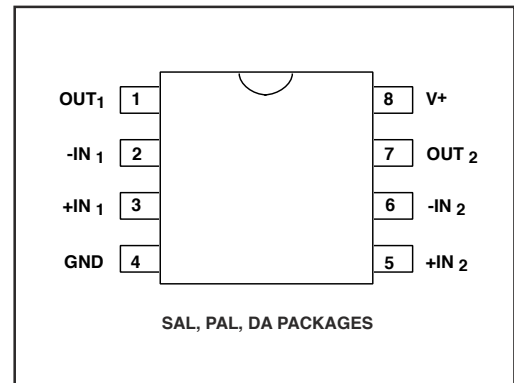 OUT1 1 8 V+
-IN 1 2 7 OUT 2
+IN 1 3 6 -IN 2
GND 4 5 +IN 2
SAL, PAL, DA PACKAGES